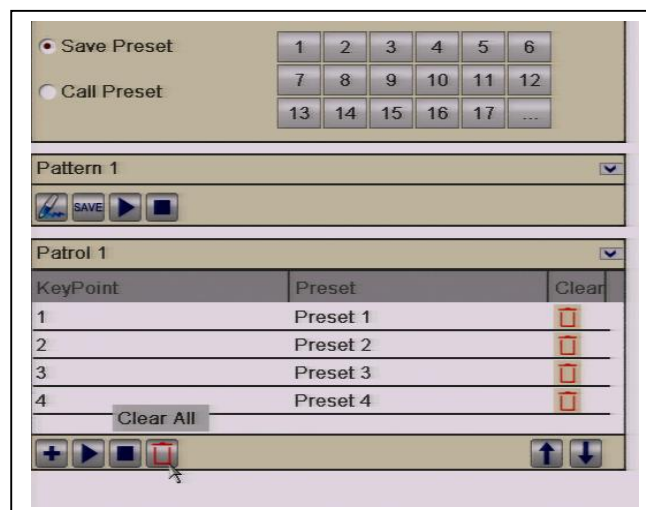 Save Preset
1 2 3 4 5 6
Call Preset
7 8 9 10 11 12
13 14 15 16 17 ...
Pattern 1
SAVE
Patrol 1
KeyPoint Preset Clear
1 Preset 1
2 Preset 2
3 Preset 3
4 Preset 4
Clear All